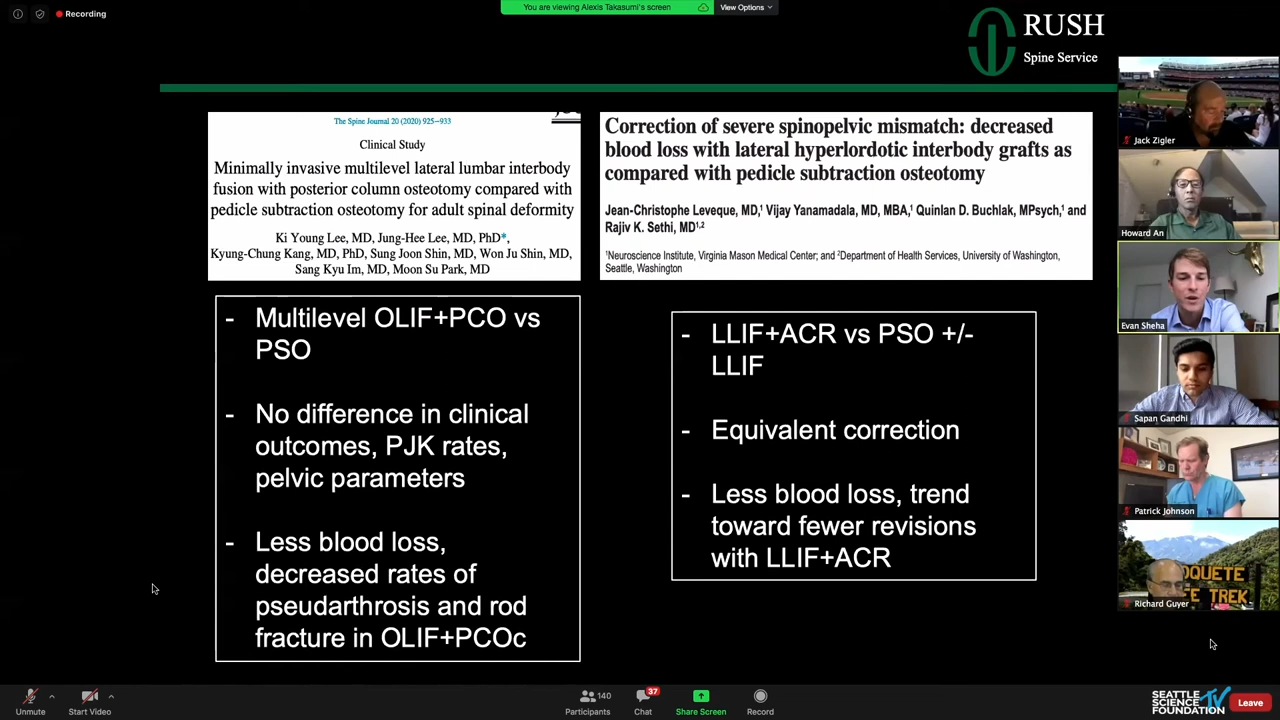 Recording
You are viewing Alexis Takasumi's screen
View Options
RUSH
Spine Service
The Spine Journal 20 (2020) 925–933
Clinical Study
Minimally invasive multilevel lateral lumbar interbody
fusion with posterior column osteotomy compared with
pedicle subtraction osteotomy for adult spinal deformity
Ki Young Lee, MD, Jung-Hee Lee, MD, PhD*,
Kyung-Chung Kang, MD, PhD, Sung Joon Shin, MD, Won Ju Shin, MD,
Sang Kyu Im, MD, Moon Su Park, MD
- Multilevel OLIF+PCO vs
PSO
- No difference in clinical
outcomes, PJK rates,
pelvic parameters
- Less blood loss,
decreased rates of
pseudarthrosis and rod
fracture in OLIF+PCOc
Correction of severe spinopelvic mismatch: decreased
blood loss with lateral hyperlordotic interbody grafts as
compared with pedicle subtraction osteotomy
Jean-Christophe Leveque, MD,¹ Vijay Yanamadala, MD, MBA,¹ Quinlan D. Buchlak, MPsych,¹ and
Rajiv K. Sethi, MD¹,²
¹Neuroscience Institute, Virginia Mason Medical Center; and ²Department of Health Services, University of Washington,
Seattle, Washington
- LLIF+ACR vs PSO +/-
LLIF
- Equivalent correction
- Less blood loss, trend
toward fewer revisions
with LLIF+ACR
Jack Zigler
Howard An
Evan Sheha
Sapan Gandhi
Patrick Johnson
OQUETE
EE TREK
Richard Guyer
Unmute
Start Video
140
Participants
37
Chat
Share Screen
Record
SEATTLE
SCIENCE TV
FOUNDATION
Leave